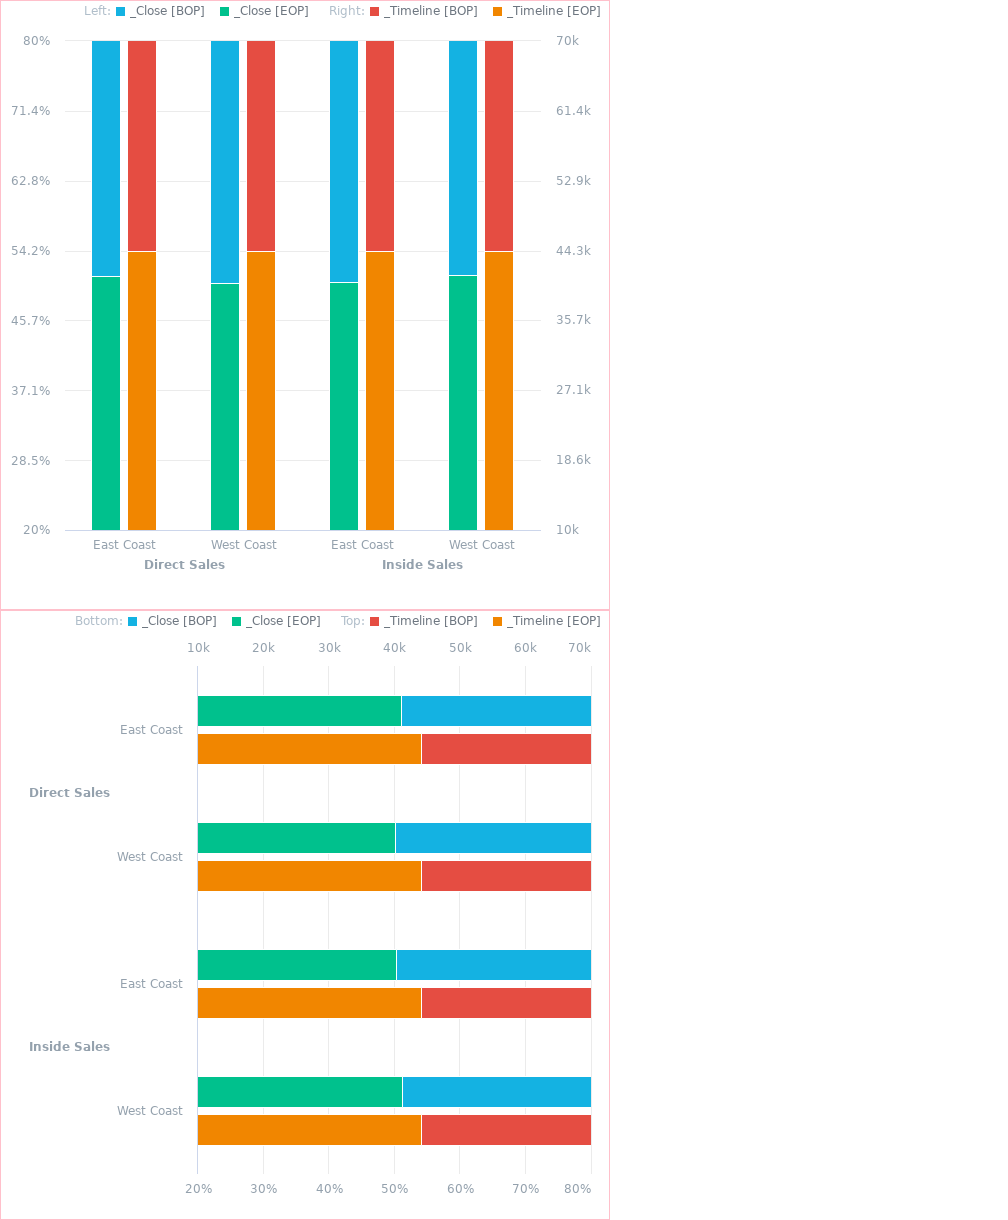 Left: _Close [BOP] _Close [EOP] Right: _Timeline [BOP] _Timeline [EOP]
80% 70k
71.4% 61.4k
62.8% 52.9k
54.2% 44.3k
45.7% 35.7k
37.1% 27.1k
28.5% 18.6k
20% 10k
East Coast West Coast East Coast West Coast
Direct Sales Inside Sales
Bottom: _Close [BOP] _Close [EOP] Top: _Timeline [BOP] _Timeline [EOP]
10k 20k 30k 40k 50k 60k 70k
East Coast
Direct Sales
West Coast
East Coast
Inside Sales
West Coast
20% 30% 40% 50% 60% 70% 80%